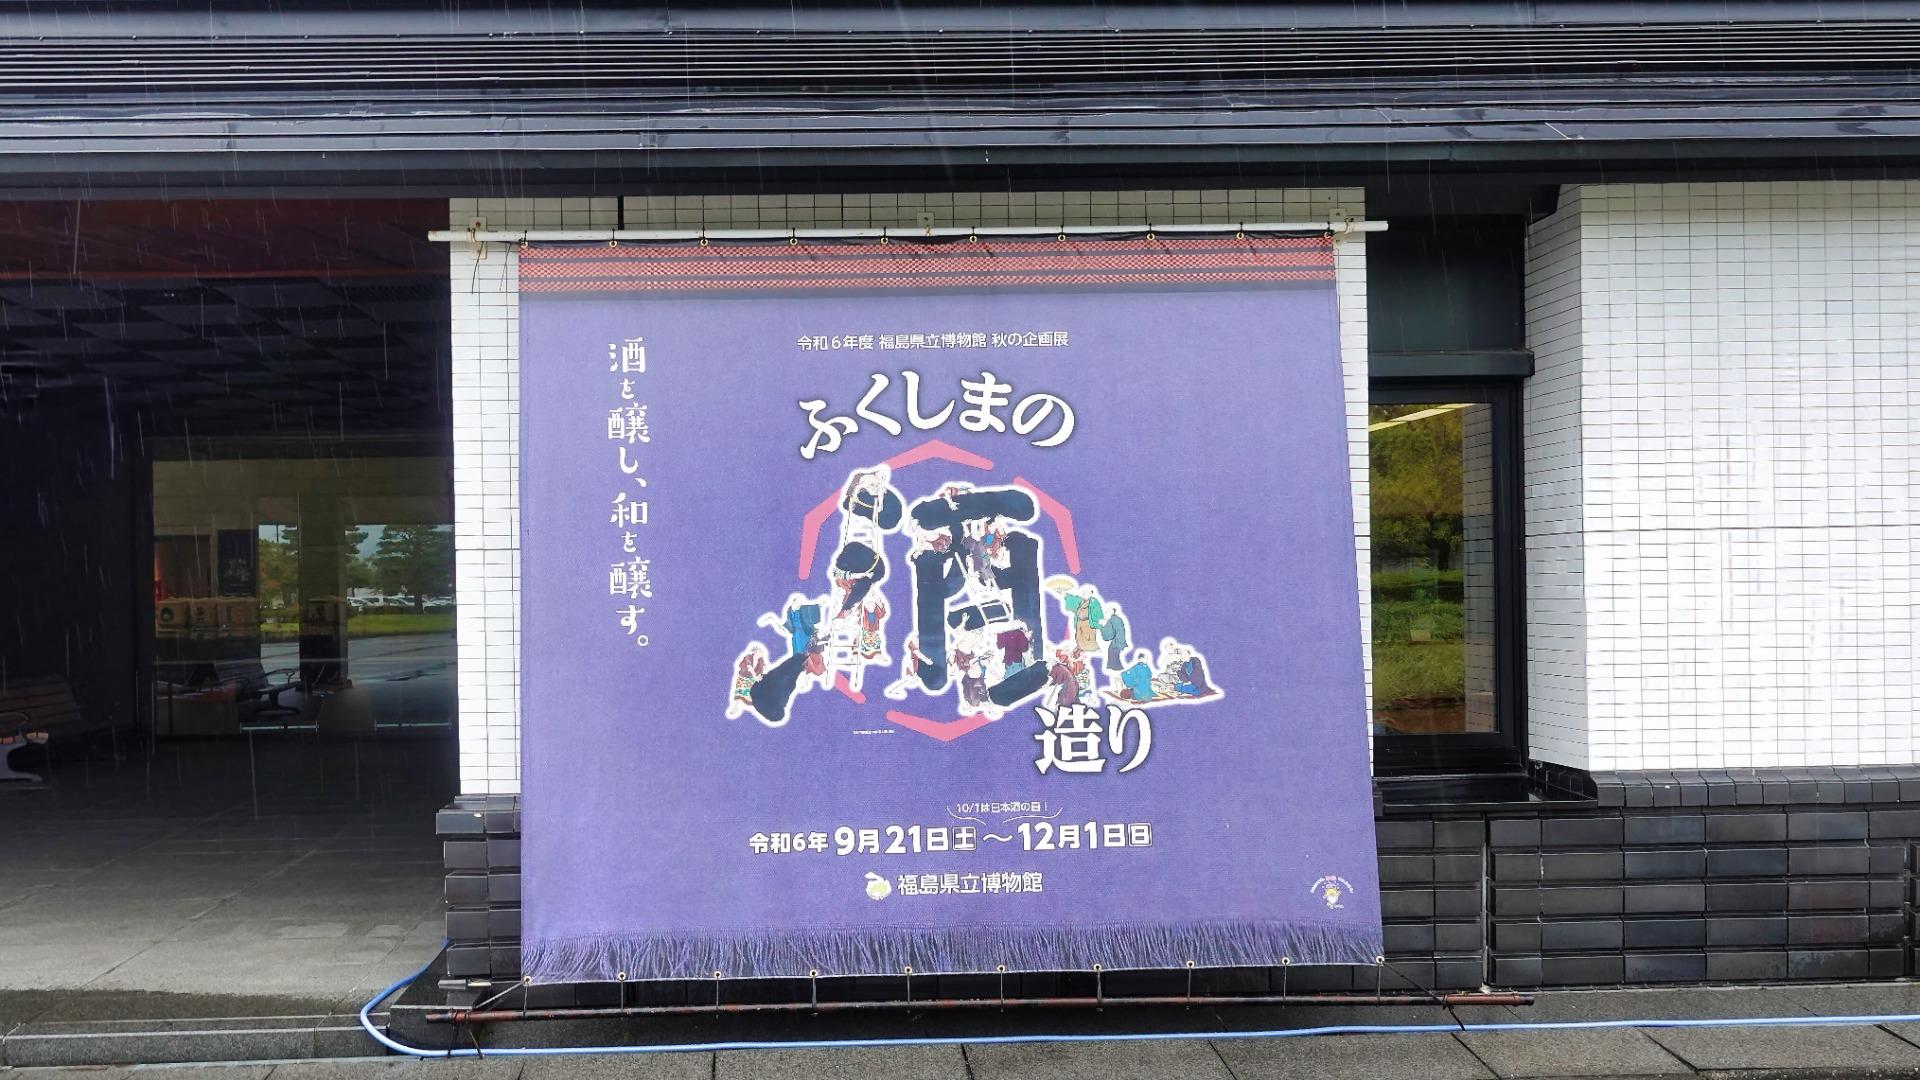 令和6年度 福島県立博物館 秋の企画展
ふくしまの
酒
造り
酒を醸し、和を醸す。
10/1は日本酒の日!
令和6年 9月21日土~12月1日日
福島県立博物館